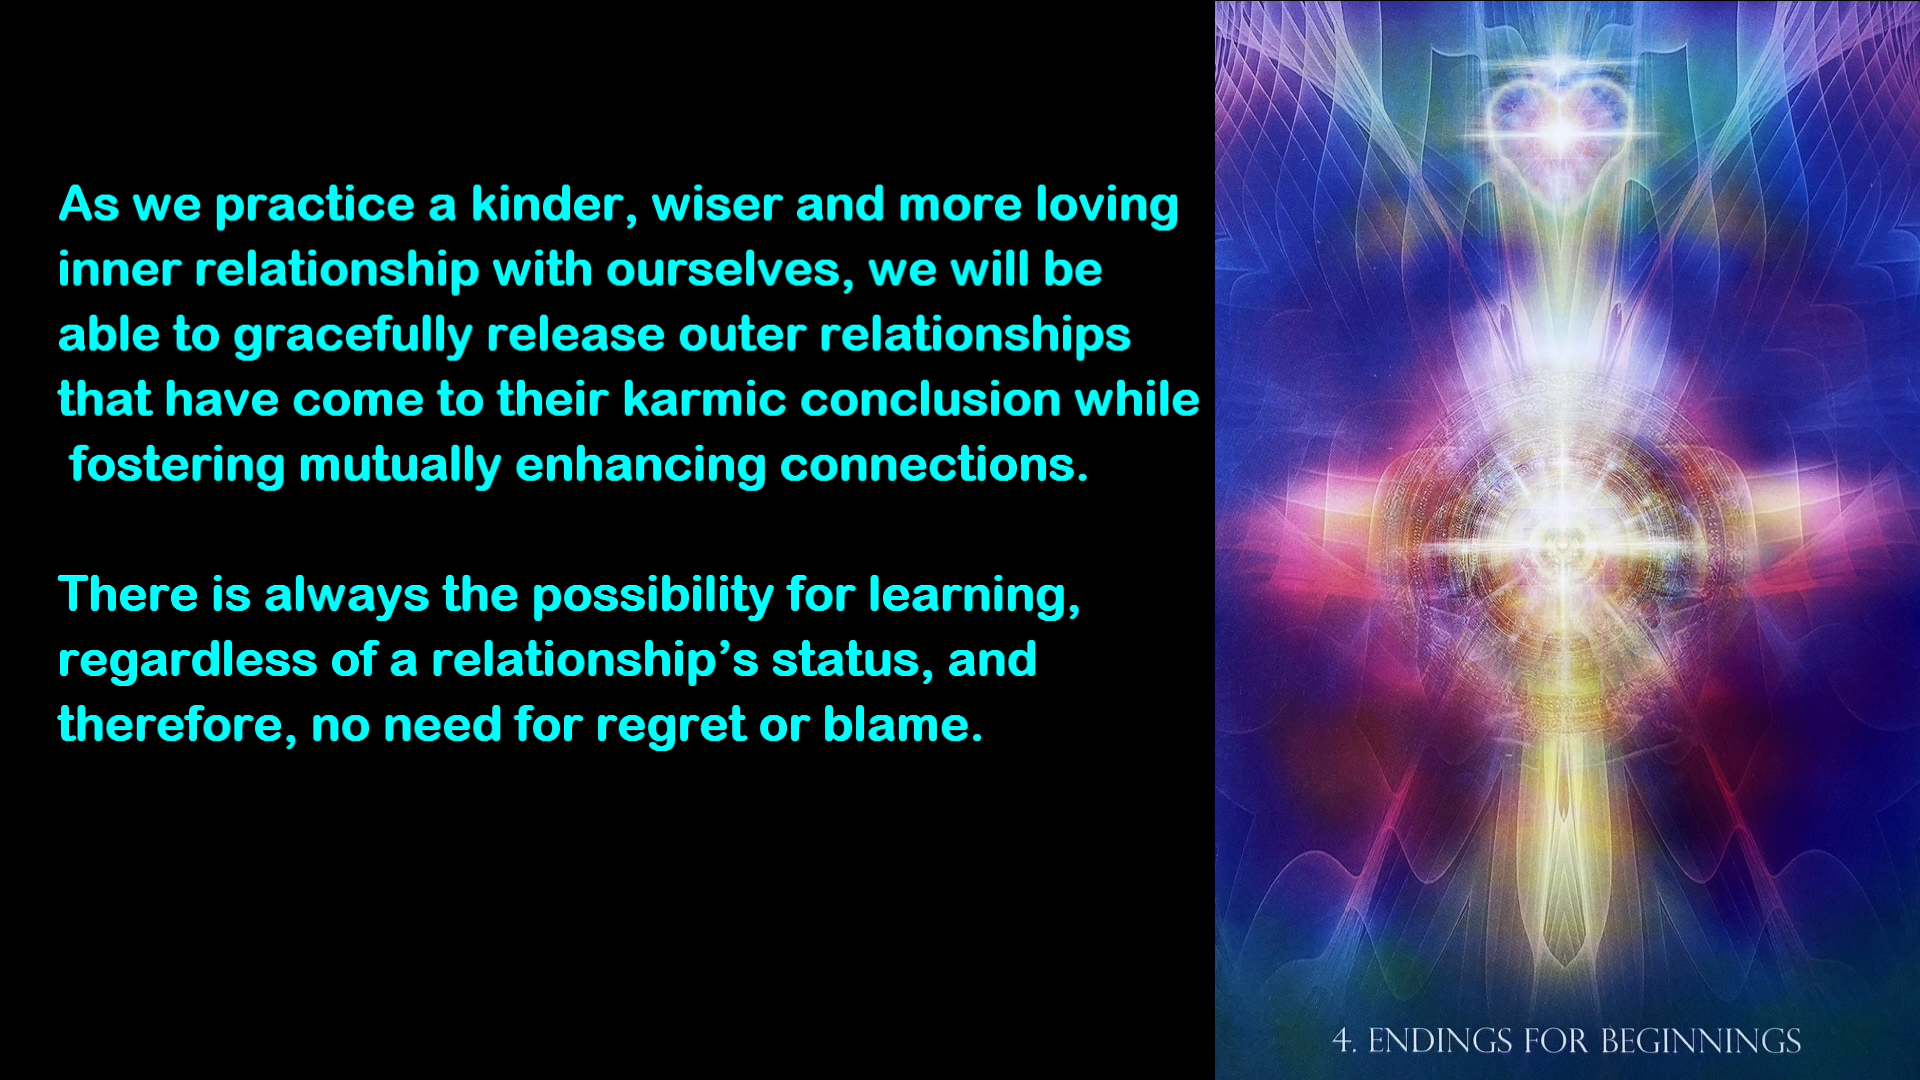 As we practice a kinder, wiser and more loving
inner relationship with ourselves, we will be
able to gracefully release outer relationships
that have come to their karmic conclusion while
fostering mutually enhancing connections.
There is always the possibility for learning,
regardless of a relationship’s status, and
therefore, no need for regret or blame.
4. ENDINGS FOR BEGINNINGS